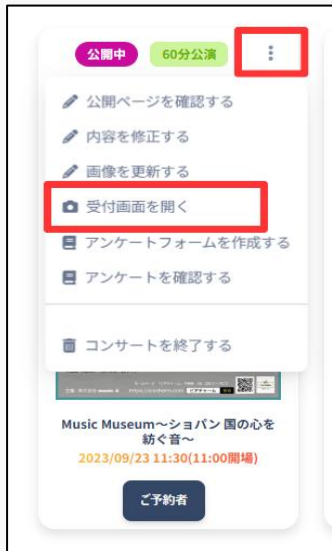 公開中
60分公演
公開ページを確認する
内容を修正する
画像を更新する
受付画面を開く
アンケートフォームを作成する
アンケートを確認する
コンサートを終了する
Music Museum～ショパン 国の心を
紡ぐ音～
2023/09/23 11:30(11:00開場)
ご予約者